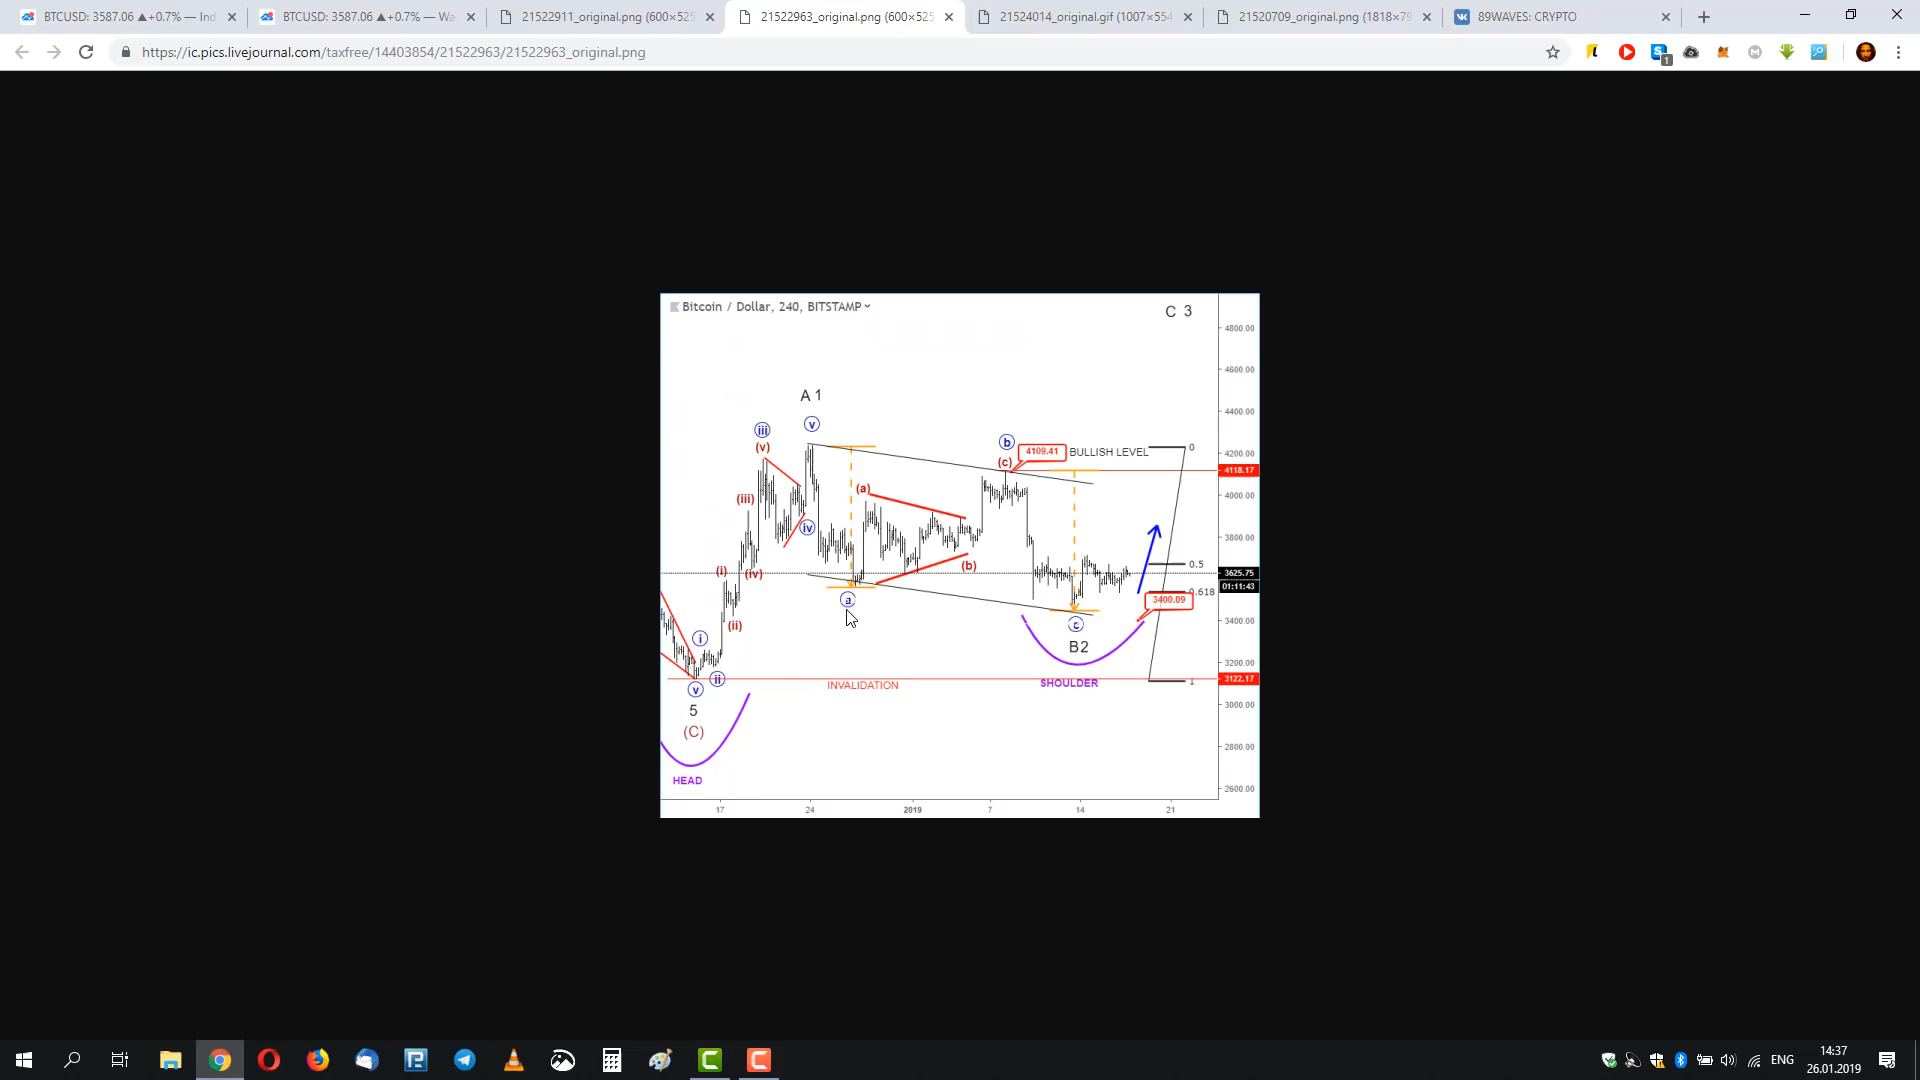 BTCUSD: 3587.06 ▲+0.7% — Ind
BTCUSD: 3587.06 ▲+0.7% — Wa
21522911_original.png (600×525
21522963_original.png (600×525
21524014_original.gif (1007×554
21520709_original.png (1818×79
89WAVES: CRYPTO
https://ic.pics.livejournal.com/taxfree/14403854/21522963/21522963_original.png
1
Bitcoin / Dollar, 240, BITSTAMP
C 3
4800.00
4600.00
A 1
4400.00
v
iii
(v)
b
(c)
4109.41
BULLISH LEVEL
0
4200.00
4118.17
(iii)
(a)
4000.00
iv
3800.00
(i)
(iv)
(b)
0.5
3625.75
01:11:43
0.618
a
3400.09
(ii)
c
3400.00
i
B2
3200.00
ii
v
INVALIDATION
SHOULDER
1
3122.17
5
3000.00
(C)
2800.00
HEAD
2600.00
17
24
2019
7
14
21
ENG
14:37
26.01.2019